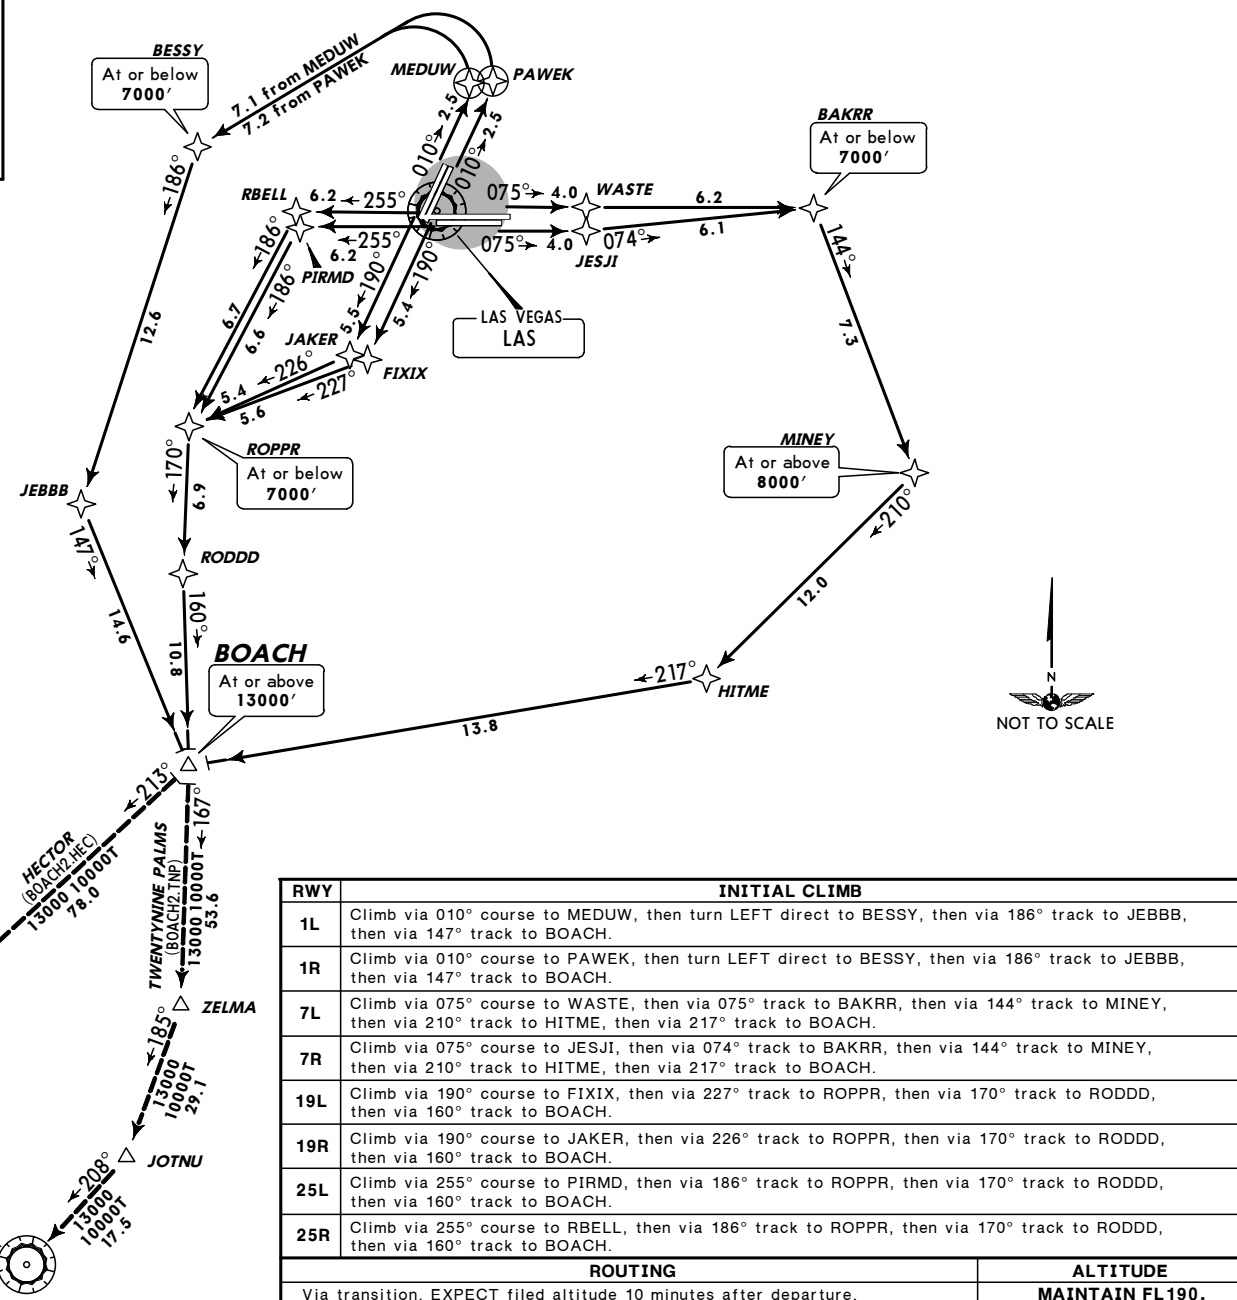 BESSY
At or below
7000′
7.1 from MEDUW
7.2 from PAWEK
MEDUW
PAWEK
2.5
2.5
010°
010°
BAKRR
At or below
7000′
186°
RBELL
6.2
255°
075°
4.0
WASTE
6.2
255°
6.2
075°
4.0
JESJI
074°
6.1
144°
186°
PIRMD
186°
190°
190°
LAS VEGAS
LAS
12.6
6.7
6.6
5.5
5.4
7.3
JAKER
226°
FIXIX
5.4
227°
5.6
ROPPR
At or below
7000′
170°
MINEY
At or above
8000′
JEBBB
6.9
210°
147°
RODDD
12.0
14.6
160°
10.8
BOACH
At or above
13000′
217°
HITME
13.8
N
NOT TO SCALE
213°
167°
HECTOR
(BOACH2.HEC)
13000 10000T
78.0
TWENTYNINE PALMS
(BOACH2.TNP)
13000 10000T
53.6
ZELMA
185°
13000
10000T
29.1
JOTNU
208°
13000
10000T
17.5
RWY INITIAL CLIMB
1L Climb via 010° course to MEDUW, then turn LEFT direct to BESSY, then via 186° track to JEBBB,
then via 147° track to BOACH.
1R Climb via 010° course to PAWEK, then turn LEFT direct to BESSY, then via 186° track to JEBBB,
then via 147° track to BOACH.
7L Climb via 075° course to WASTE, then via 075° track to BAKRR, then via 144° track to MINEY,
then via 210° track to HITME, then via 217° track to BOACH.
7R Climb via 075° course to JESJI, then via 074° track to BAKRR, then via 144° track to MINEY,
then via 210° track to HITME, then via 217° track to BOACH.
19L Climb via 190° course to FIXIX, then via 227° track to ROPPR, then via 170° track to RODDD,
then via 160° track to BOACH.
19R Climb via 190° course to JAKER, then via 226° track to ROPPR, then via 170° track to RODDD,
then via 160° track to BOACH.
25L Climb via 255° course to PIRMD, then via 186° track to ROPPR, then via 170° track to RODDD,
then via 160° track to BOACH.
25R Climb via 255° course to RBELL, then via 186° track to ROPPR, then via 170° track to RODDD,
then via 160° track to BOACH.
ROUTING ALTITUDE
Via transition. EXPECT filed altitude 10 minutes after departure. MAINTAIN FL190.